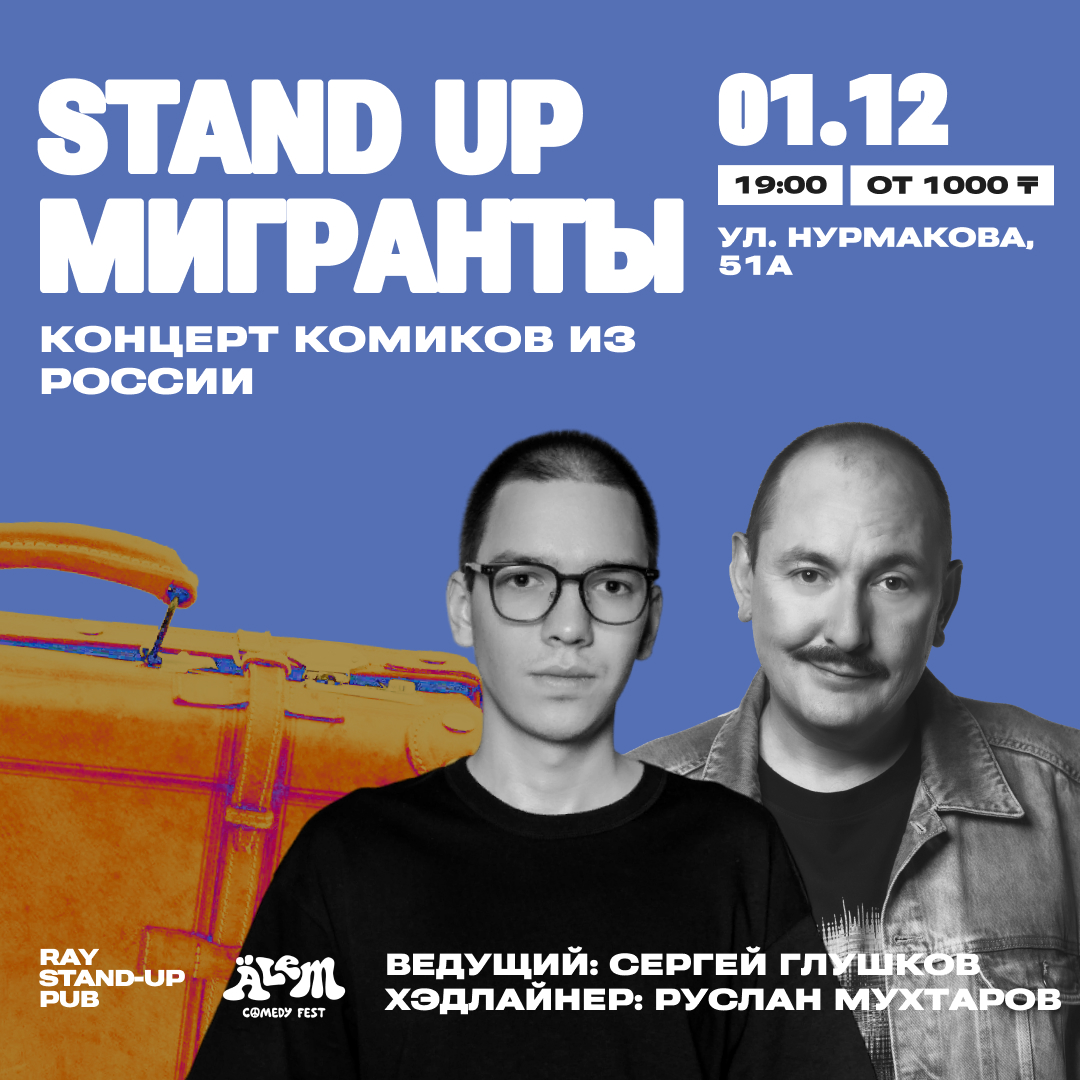 STAND UP
МИГРАНТЫ
КОНЦЕРТ КОМИКОВ ИЗ
РОССИИ
01.12
19:00 ОТ 1000 ₸
УЛ. НУРМАКОВА,
51А
RAY
STAND-UP
PUB
ÄLEM
COMEDY FEST
ВЕДУЩИЙ: СЕРГЕЙ ГЛУШКОВ
ХЭДЛАЙНЕР: РУСЛАН МУХТАРОВ